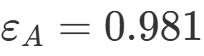 ε_A = 0.981